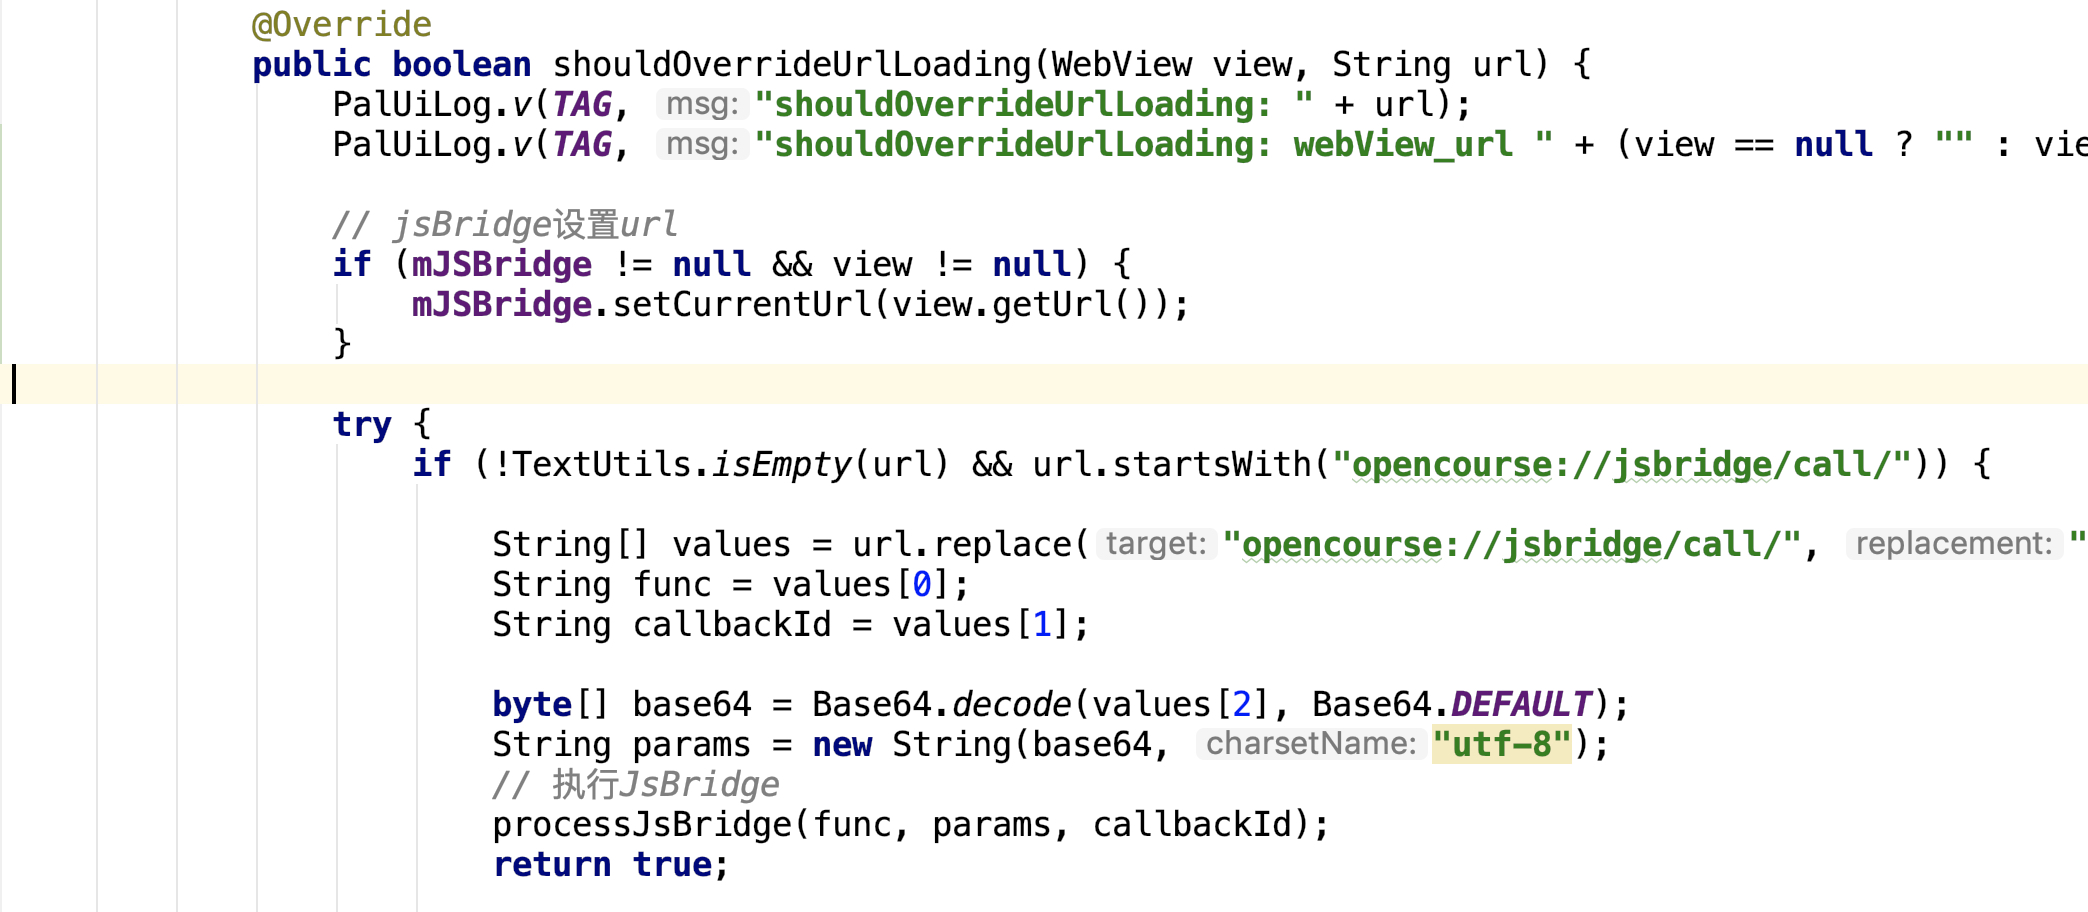 @Override
public boolean shouldOverrideUrlLoading(WebView view, String url) {
PalUiLog.v(TAG, msg: "shouldOverrideUrlLoading: " + url);
PalUiLog.v(TAG, msg: "shouldOverrideUrlLoading: webView_url " + (view == null ? "" : vie
// jsBridge设置url
if (mJSBridge != null && view != null) {
mJSBridge.setCurrentUrl(view.getUrl());
}
try {
if (!TextUtils.isEmpty(url) && url.startsWith("opencourse://jsbridge/call/")) {
String[] values = url.replace( target: "opencourse://jsbridge/call/", replacement: "
String func = values[0];
String callbackId = values[1];
byte[] base64 = Base64.decode(values[2], Base64.DEFAULT);
String params = new String(base64, charsetName: "utf-8");
// 执行JsBridge
processJsBridge(func, params, callbackId);
return true;